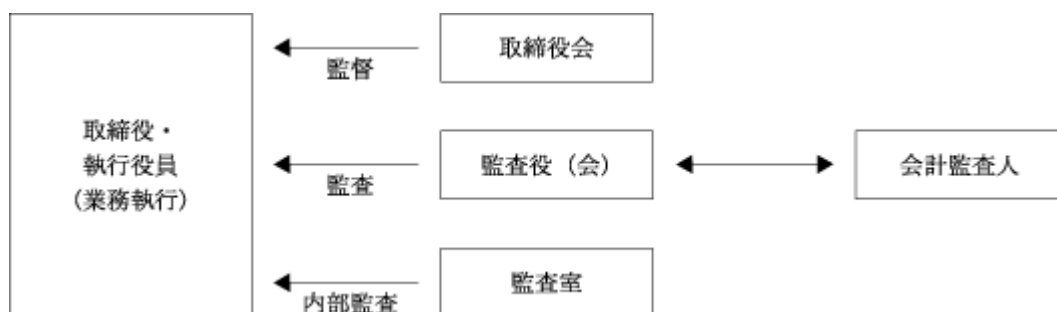 取締役・
執行役員
(業務執行)
監督
取締役会
監査
監査役（会）
会計監査人
内部監査
監査室